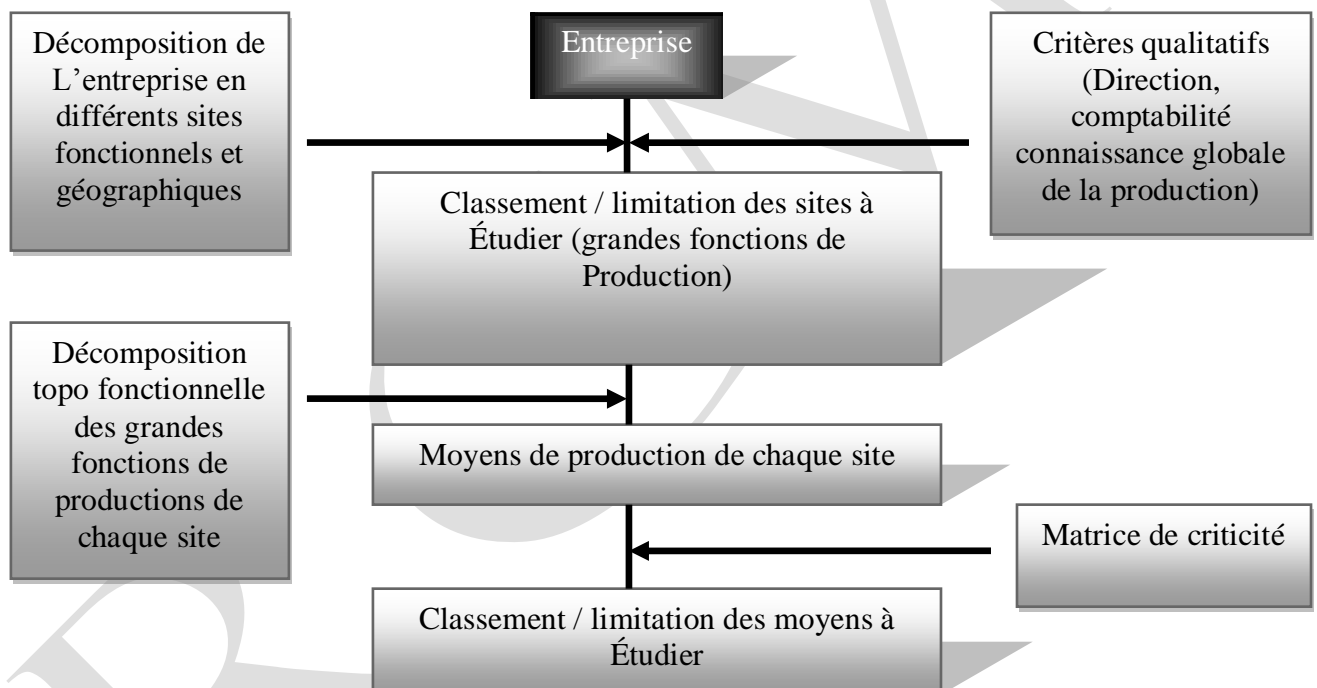 Décomposition de
L'entreprise en
différents sites
fonctionnels et
géographiques
Entreprise
Critères qualitatifs
(Direction,
comptabilité
connaissance globale
de la production)
Classement / limitation des sites à
Étudier (grandes fonctions de
Production)
Décomposition
topo fonctionnelle
des grandes
fonctions de
productions de
chaque site
Moyens de production de chaque site
Matrice de criticité
Classement / limitation des moyens à
Étudier